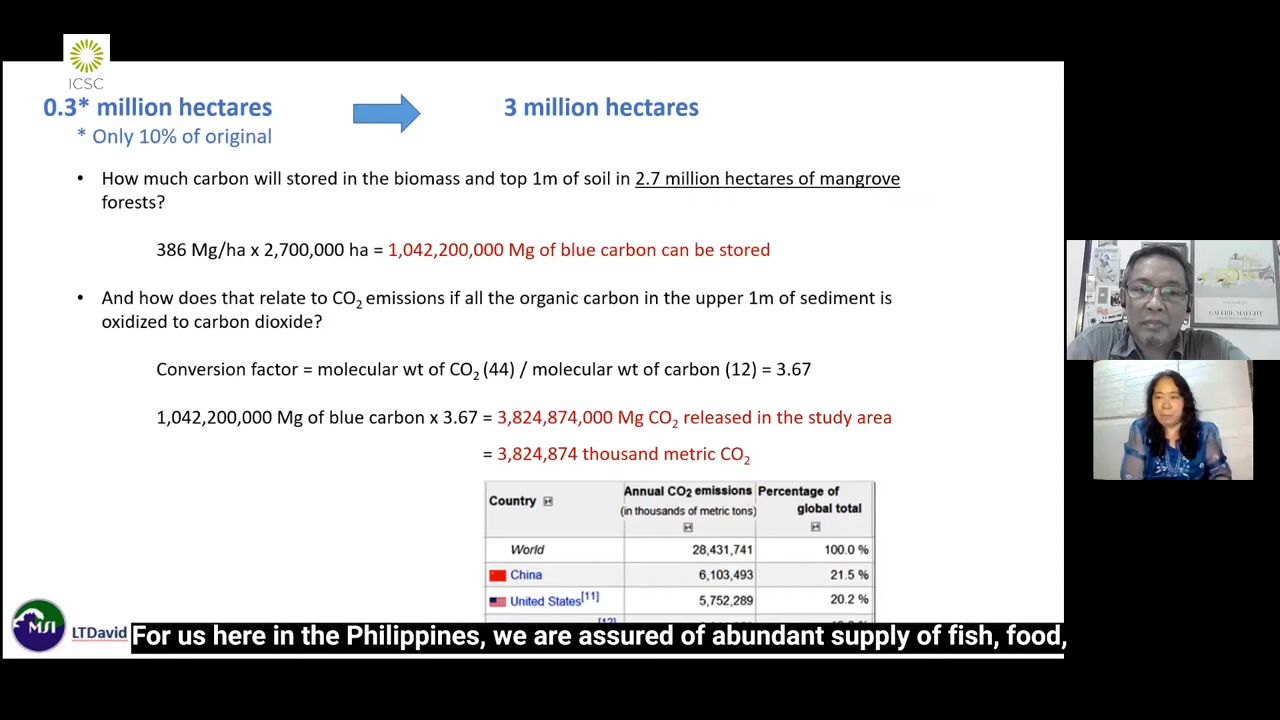 ICSC
0.3* million hectares
3 million hectares
* Only 10% of original
• How much carbon will stored in the biomass and top 1m of soil in 2.7 million hectares of mangrove
forests?
386 Mg/ha x 2,700,000 ha = 1,042,200,000 Mg of blue carbon can be stored
• And how does that relate to CO2 emissions if all the organic carbon in the upper 1m of sediment is
oxidized to carbon dioxide?
Conversion factor = molecular wt of CO2 (44) / molecular wt of carbon (12) = 3.67
1,042,200,000 Mg of blue carbon x 3.67 = 3,824,874,000 Mg CO2 released in the study area
= 3,824,874 thousand metric CO2
Country
Annual CO2 emissions
(in thousands of metric tons)
Percentage of
global total
World 28,431,741 100.0 %
China 6,103,493 21.5 %
United States[11] 5,752,289 20.2 %
MSI
LTDavid
For us here in the Philippines, we are assured of abundant supply of fish, food,
GALERIE MAEGHT